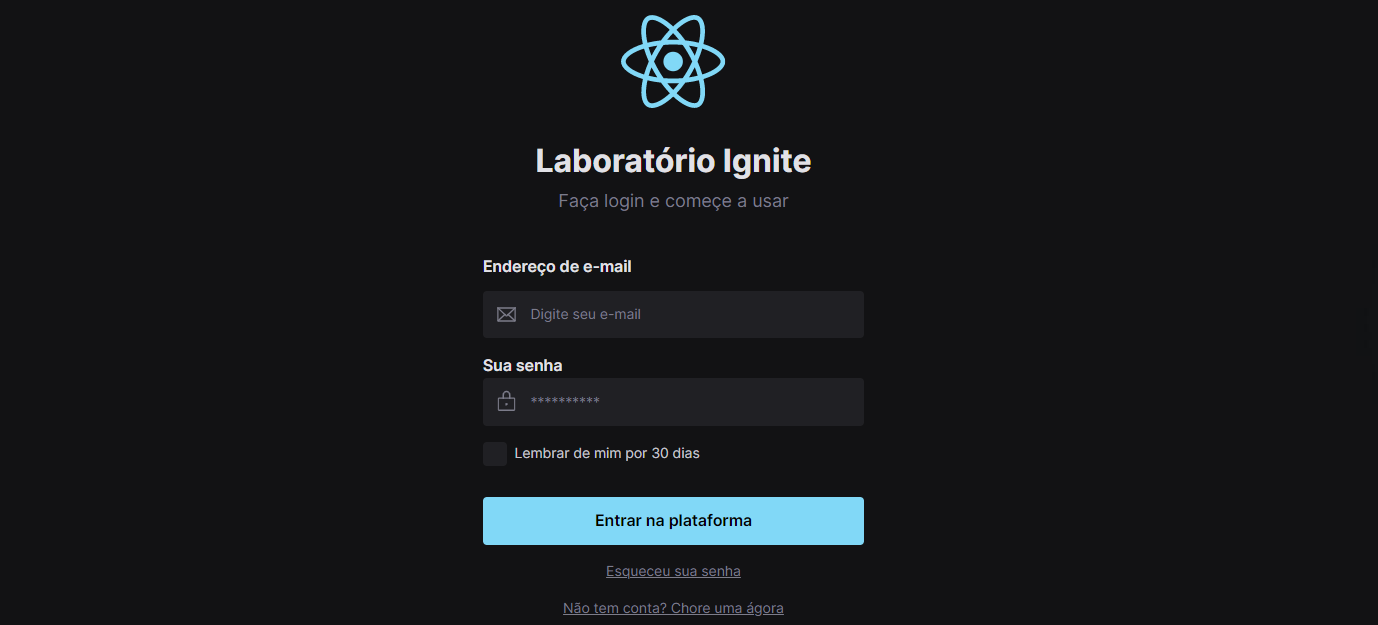 Laboratório Ignite
Faça login e começe a usar
Endereço de e-mail
Digite seu e-mail
Sua senha
**********
Lembrar de mim por 30 dias
Entrar na plataforma
Esqueceu sua senha
Não tem conta? Chore uma ágora